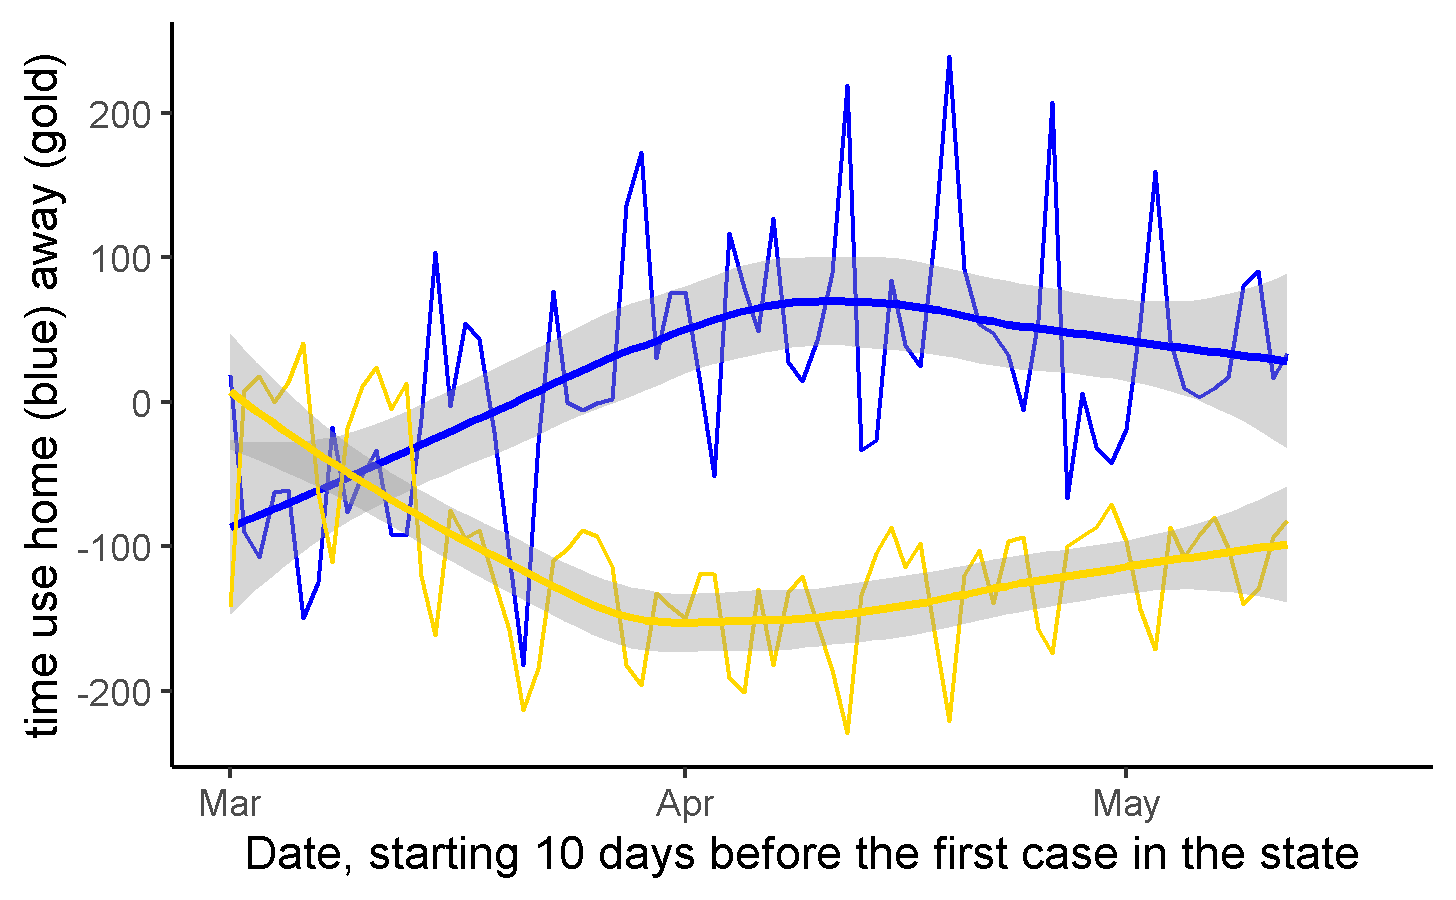 time use home (blue) away (gold)
200
100
0
-100
-200
Mar
Apr
May
Date, starting 10 days before the first case in the state